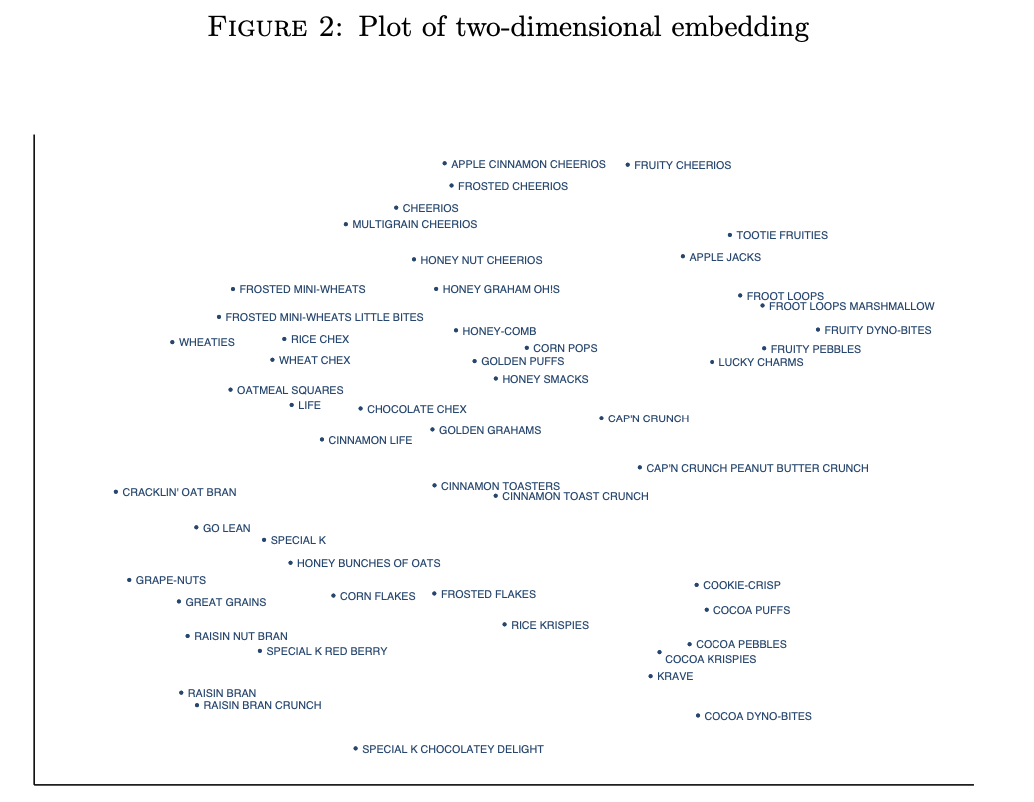 FIGURE 2: Plot of two-dimensional embedding
APPLE CINNAMON CHEERIOS
FRUITY CHEERIOS
FROSTED CHEERIOS
CHEERIOS
MULTIGRAIN CHEERIOS
TOOTIE FRUITIES
APPLE JACKS
HONEY NUT CHEERIOS
FROSTED MINI-WHEATS
HONEY GRAHAM OH!S
FROOT LOOPS
FROOT LOOPS MARSHMALLOW
FROSTED MINI-WHEATS LITTLE BITES
FRUITY DYNO-BITES
HONEY-COMB
RICE CHEX
WHEATIES
CORN POPS
FRUITY PEBBLES
WHEAT CHEX
GOLDEN PUFFS
LUCKY CHARMS
HONEY SMACKS
OATMEAL SQUARES
LIFE
CHOCOLATE CHEX
CAP'N CRUNCH
GOLDEN GRAHAMS
CINNAMON LIFE
CAP'N CRUNCH PEANUT BUTTER CRUNCH
CINNAMON TOASTERS
CRACKLIN' OAT BRAN
CINNAMON TOAST CRUNCH
GO LEAN
SPECIAL K
HONEY BUNCHES OF OATS
GRAPE-NUTS
COOKIE-CRISP
CORN FLAKES
FROSTED FLAKES
GREAT GRAINS
COCOA PUFFS
RICE KRISPIES
RAISIN NUT BRAN
COCOA PEBBLES
SPECIAL K RED BERRY
COCOA KRISPIES
KRAVE
RAISIN BRAN
RAISIN BRAN CRUNCH
COCOA DYNO-BITES
SPECIAL K CHOCOLATEY DELIGHT